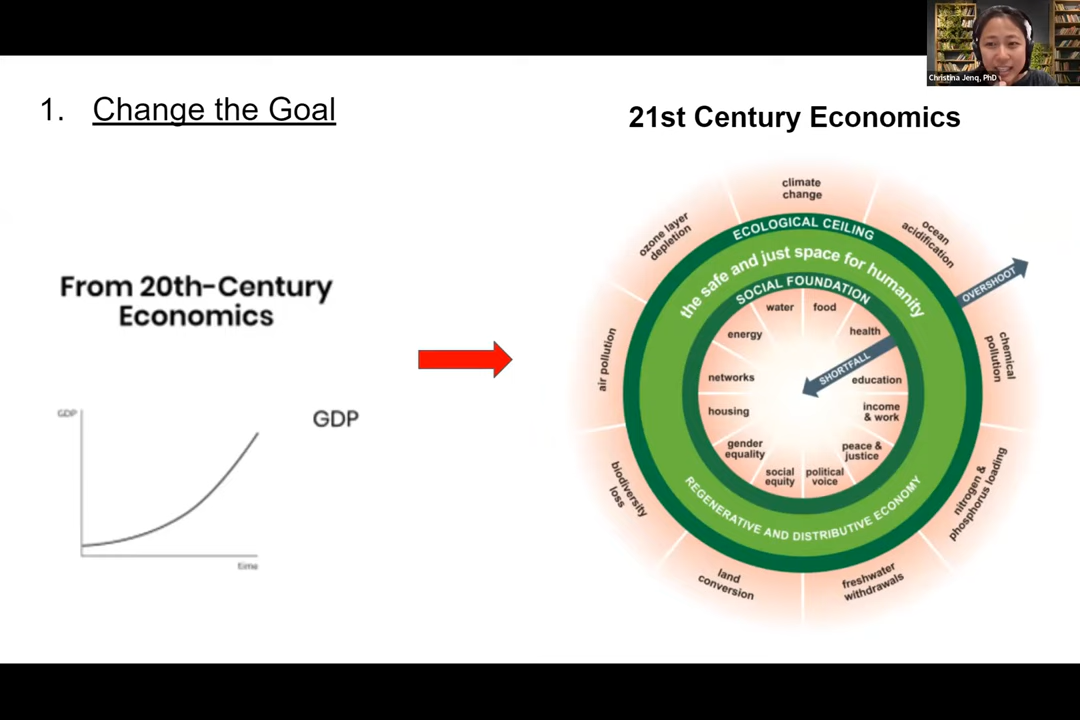 Christina Jenq, PhD
1. Change the Goal
21st Century Economics
From 20th-Century
Economics
GDP
time
GDP
climate
change
ozone layer
depletion
ocean
acidification
air pollution
chemical
pollution
biodiversity
loss
nitrogen &
phosphorus loading
land
conversion
freshwater
withdrawals
ECOLOGICAL CEILING
the safe and just space for humanity
SOCIAL FOUNDATION
OVERSHOOT
water
food
energy
health
SHORTFALL
networks
education
housing
income
& work
gender
equality
peace &
justice
social
equity
political
voice
REGENERATIVE AND DISTRIBUTIVE ECONOMY